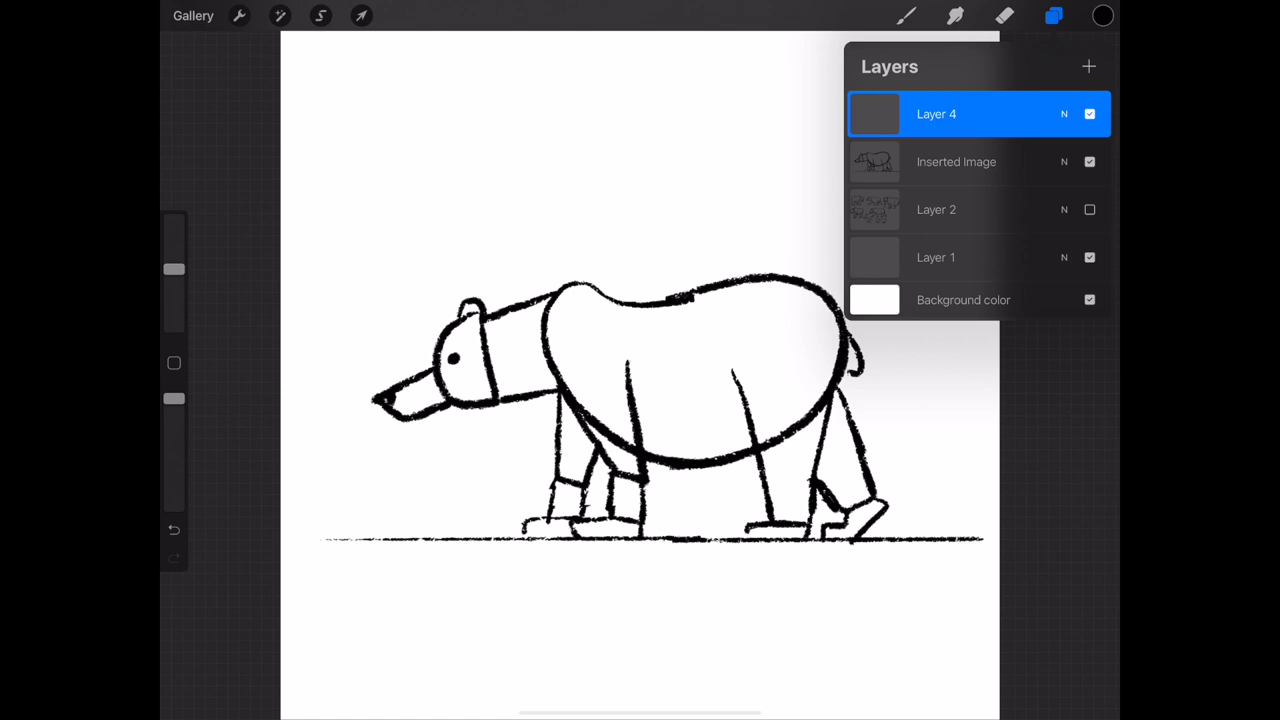 Gallery
Layers
Layer 4 N
Inserted Image N
Layer 2 N
Layer 1 N
Background color